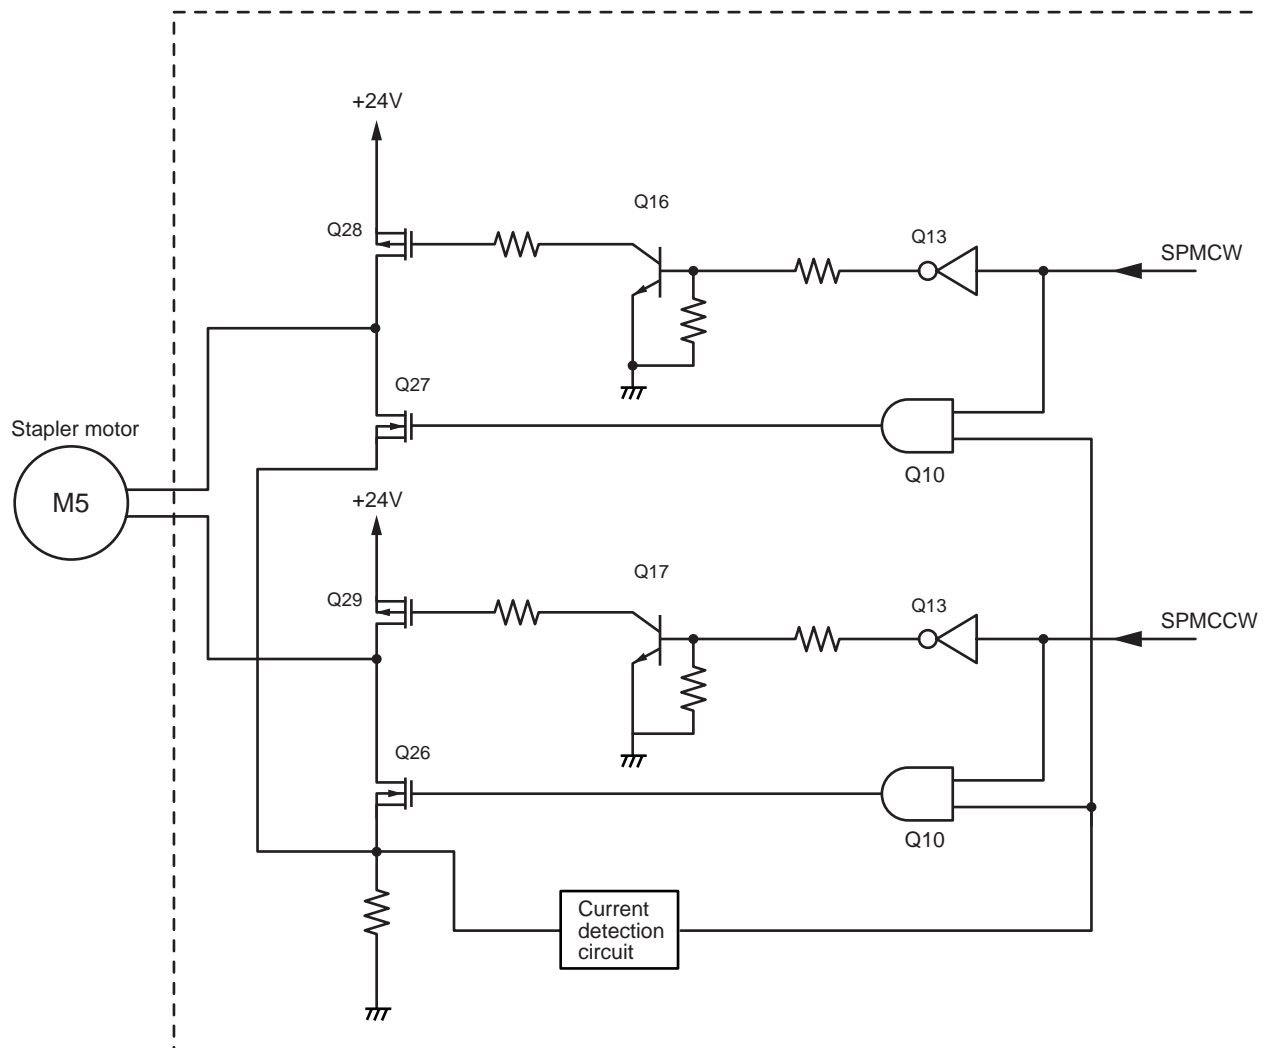 +24V
Q28
Q16
Q13
SPMCW
Q27
Q10
Stapler motor
M5
+24V
Q29
Q17
Q13
SPMCCW
Q26
Q10
Current
detection
circuit